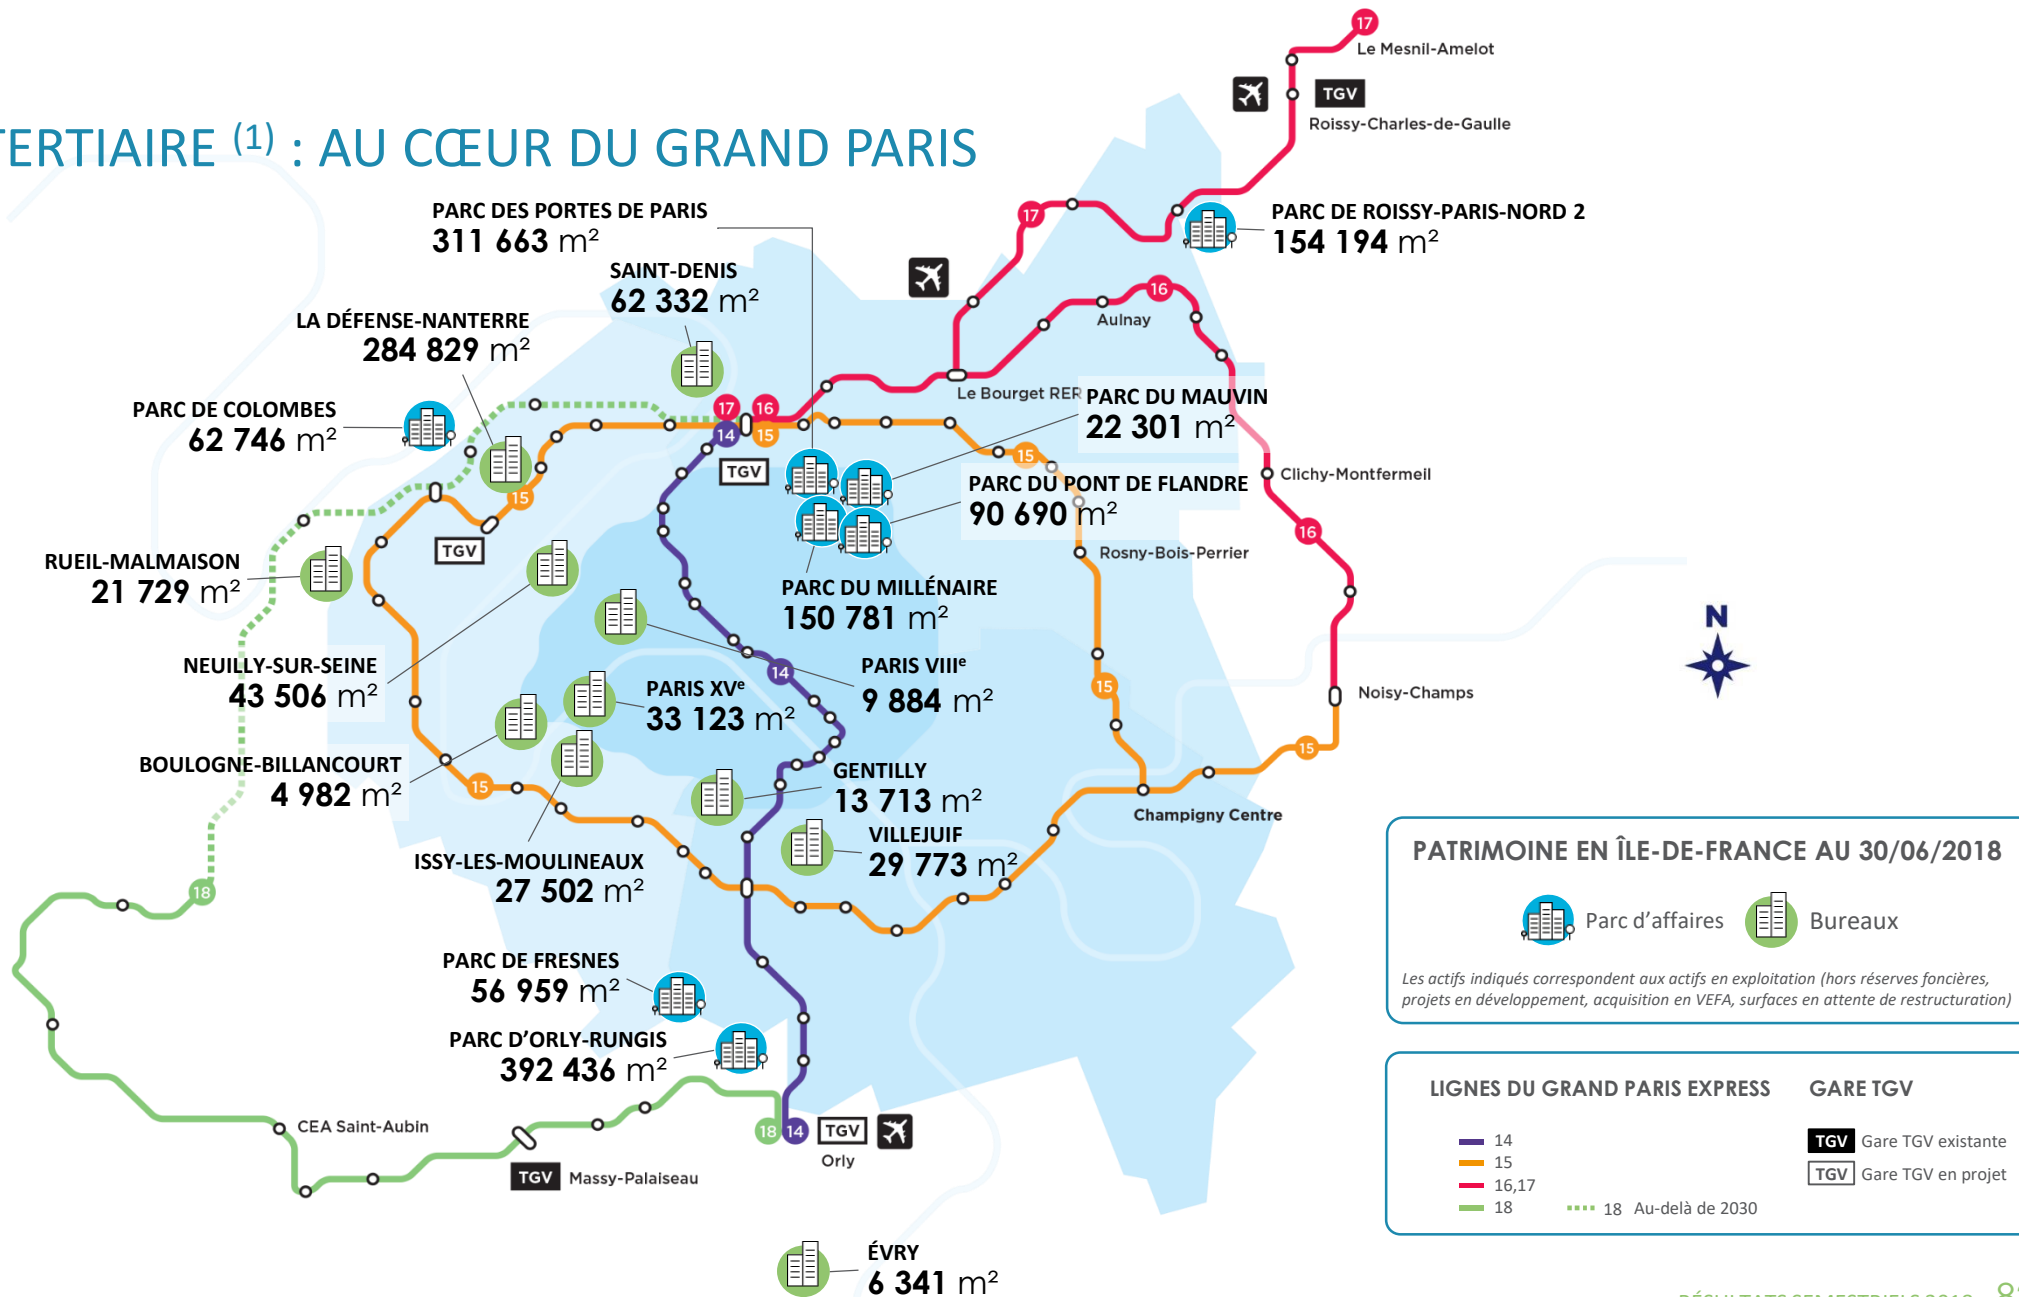 TERTIAIRE (1) : AU CŒUR DU GRAND PARIS
17
Le Mesnil-Amelot
TGV
Roissy-Charles-de-Gaulle
PARC DES PORTES DE PARIS
311 663 m²
17
PARC DE ROISSY-PARIS-NORD 2
154 194 m²
SAINT-DENIS
62 332 m²
16
Aulnay
LA DÉFENSE-NANTERRE
284 829 m²
Le Bourget RER
PARC DU MAUVIN
22 301 m²
PARC DE COLOMBES
62 746 m²
17
16
14
15
TGV
15
PARC DU PONT DE FLANDRE
90 690 m²
Clichy-Montfermeil
15
16
TGV
Rosny-Bois-Perrier
RUEIL-MALMAISON
21 729 m²
PARC DU MILLÉNAIRE
150 781 m²
N
NEUILLY-SUR-SEINE
43 506 m²
14
PARIS VIIIe
9 884 m²
PARIS XVe
33 123 m²
15
Noisy-Champs
15
BOULOGNE-BILLANCOURT
4 982 m²
15
GENTILLY
13 713 m²
Champigny Centre
VILLEJUIF
29 773 m²
ISSY-LES-MOULINEAUX
27 502 m²
18
PATRIMOINE EN ÎLE-DE-FRANCE AU 30/06/2018
Parc d'affaires
Bureaux
Les actifs indiqués correspondent aux actifs en exploitation (hors réserves foncières,
projets en développement, acquisition en VEFA, surfaces en attente de restructuration)
PARC DE FRESNES
56 959 m²
PARC D'ORLY-RUNGIS
392 436 m²
CEA Saint-Aubin
18
14
TGV
Orly
TGV
Massy-Palaiseau
LIGNES DU GRAND PARIS EXPRESS
14
15
16,17
18
18 Au-delà de 2030
GARE TGV
TGV Gare TGV existante
TGV Gare TGV en projet
ÉVRY
6 341 m²